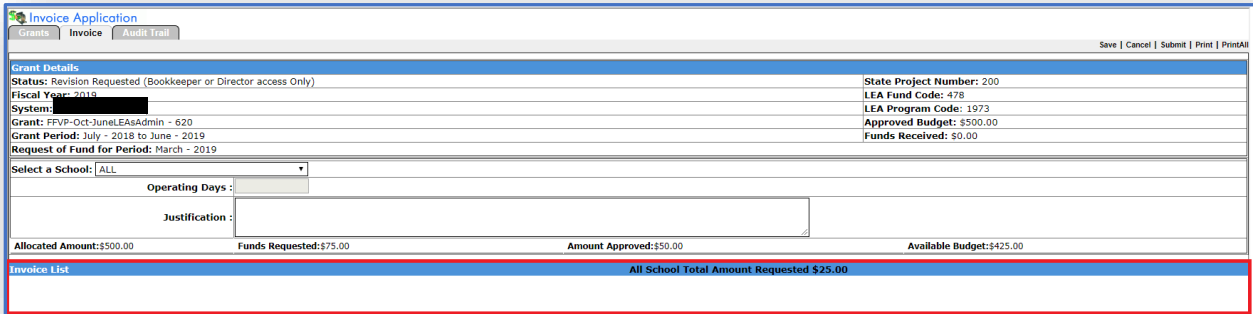 Invoice Application
Grants Invoice Audit Trail
Save | Cancel | Submit | Print | PrintAll
Grant Details
Status: Revision Requested (Bookkeeper or Director access Only) State Project Number: 200
Fiscal Year: 2019 LEA Fund Code: 478
System: LEA Program Code: 1973
Grant: FFVP-Oct-JuneLEAsAdmin - 620 Approved Budget: $500.00
Grant Period: July - 2018 to June - 2019 Funds Received: $0.00
Request of Fund for Period: March - 2019
Select a School: ALL
Operating Days :
Justification :
Allocated Amount:$500.00 Funds Requested:$75.00 Amount Approved:$50.00 Available Budget:$425.00
Invoice List All School Total Amount Requested $25.00